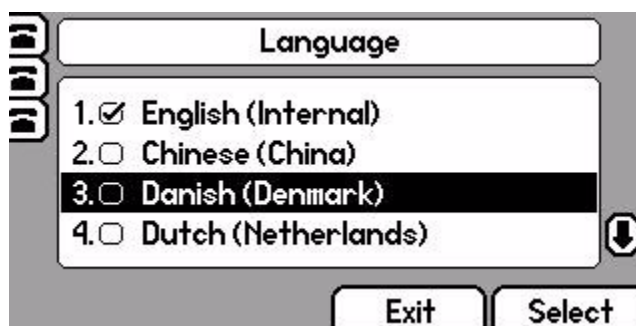 Language
1. English (Internal)
2. Chinese (China)
3. Danish (Denmark)
4. Dutch (Netherlands)
Exit Select